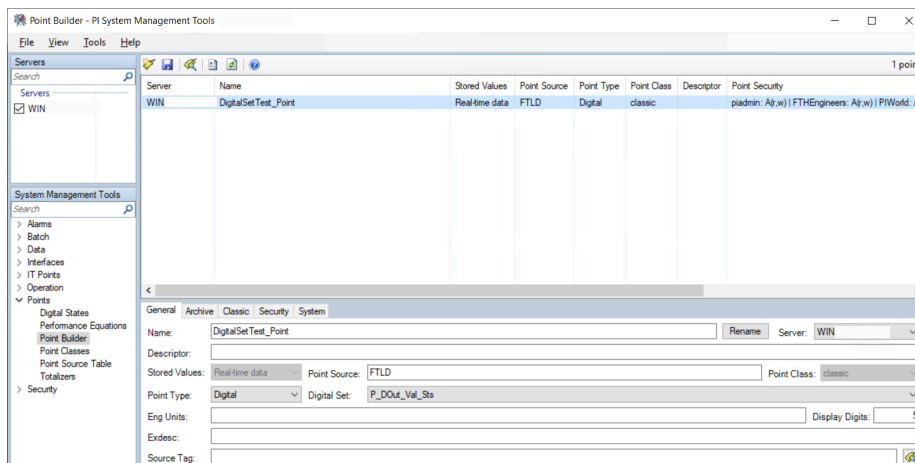 Point Builder - PI System Management Tools
File View Tools Help
Servers
Search
Servers
WIN
1 poin
Server Name Stored Values Point Source Point Type Point Class Descriptor Point Security
WIN DigitalSetTest_Point Real-time data FTLD Digital classic piadmin: A(r,w) | FTHEngineers: A(r,w) | PIWorld:
System Management Tools
Search
Alarms
Batch
Data
Interfaces
IT Points
Operation
Points
Digital States
Performance Equations
Point Builder
Point Classes
Point Source Table
Totalizers
Security
General Archive Classic Security System
Name: DigitalSetTest_Point Rename Server: WIN
Descriptor:
Stored Values: Real-time data Point Source: FTLD Point Class: classic
Point Type: Digital Digital Set: P_DOut_Val_Sts
Eng Units: Display Digits:
Exdesc:
Source Tag: